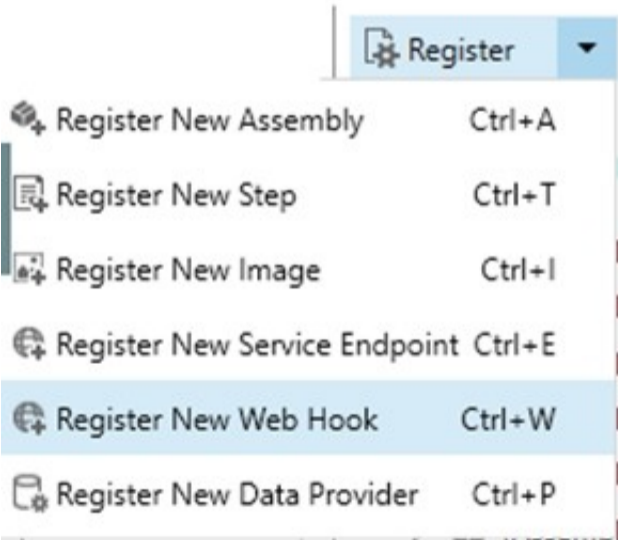 Register
Register New Assembly Ctrl+A
Register New Step Ctrl+T
Register New Image Ctrl+I
Register New Service Endpoint Ctrl+E
Register New Web Hook Ctrl+W
Register New Data Provider Ctrl+P